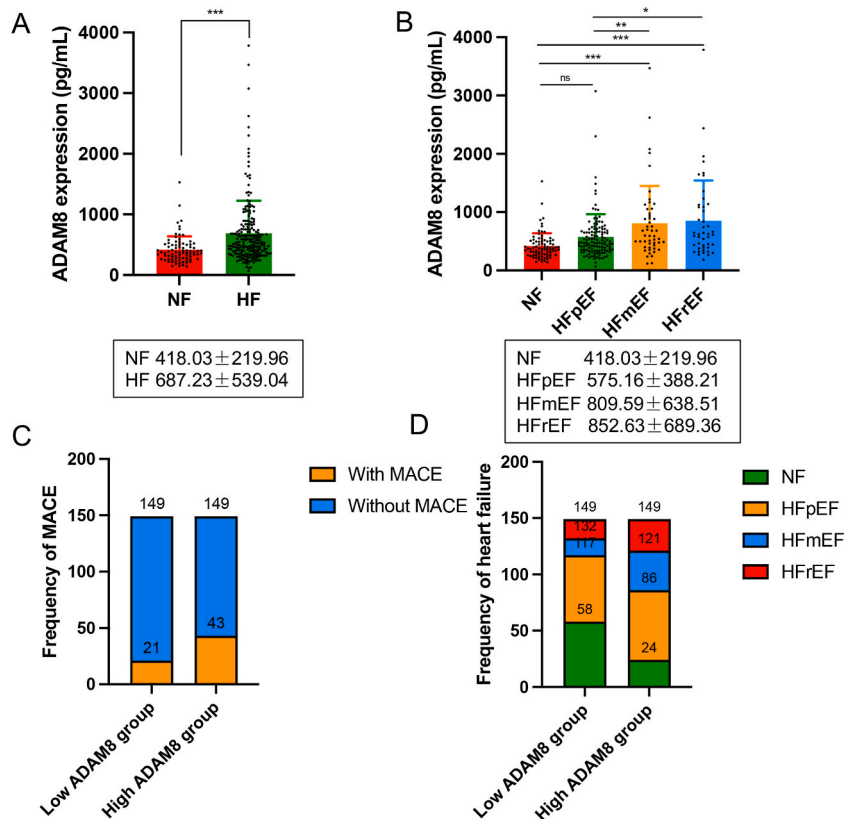 A
***
ADAM8 expression (pg/mL)
4000
3000
2000
1000
0
NF
HF
NF 418.03±219.96
HF 687.23±539.04
B
*
**
***
***
ns
ADAM8 expression (pg/mL)
4000
3000
2000
1000
0
NF
HFpEF
HFmEF
HFrEF
NF 418.03±219.96
HFpEF 575.16±388.21
HFmEF 809.59±638.51
HFrEF 852.63±689.36
C
Frequency of MACE
200
150
100
50
0
149
149
21
43
Low ADAM8 group
High ADAM8 group
With MACE
Without MACE
D
Frequency of heart failure
200
150
100
50
0
149
132
117
58
149
121
86
24
Low ADAM8 group
High ADAM8 group
NF
HFpEF
HFmEF
HFrEF